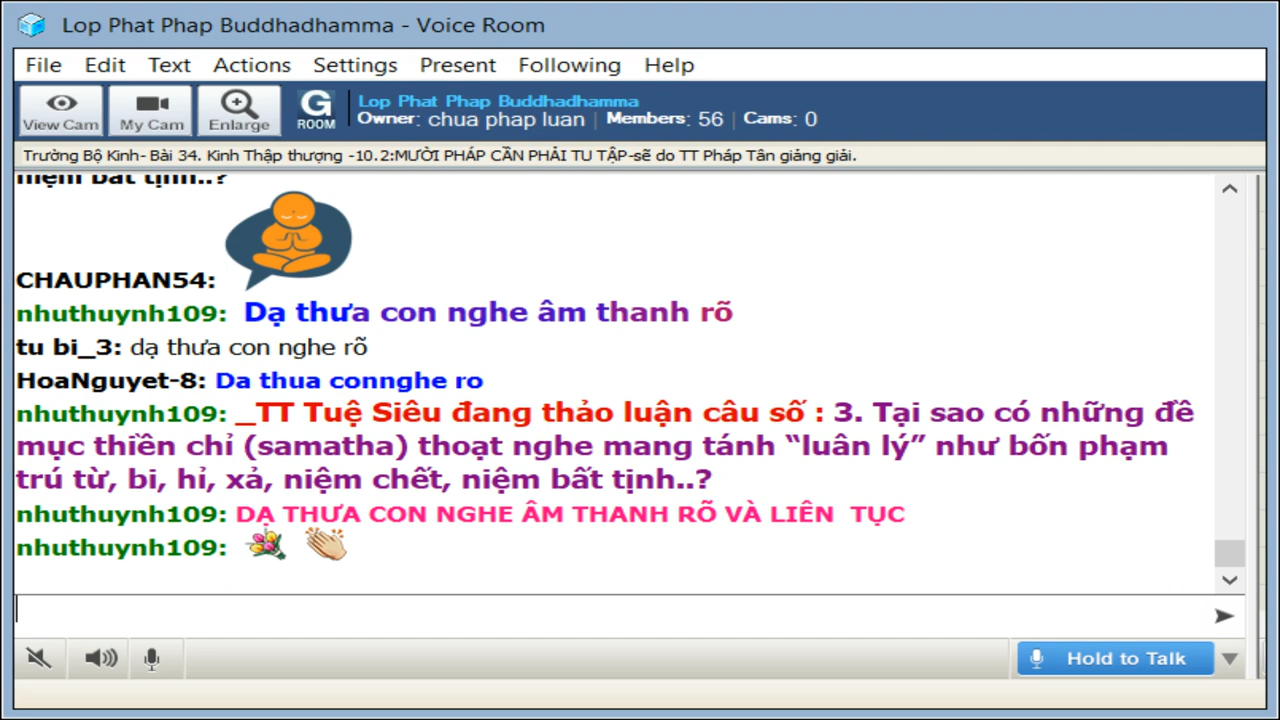 Lop Phat Phap Buddhadhamma - Voice Room
File Edit Text Actions Settings Present Following Help
View Cam My Cam Enlarge G ROOM
Lop Phat Phap Buddhadhamma
Owner: chua phap luan | Members: 56 | Cams: 0
Trường Bộ Kinh- Bài 34. Kinh Thập thượng -10.2:MƯỜI PHÁP CẦN PHẢI TU TẬP-sẽ do TT Pháp Tân giảng giải.
niệm bất tịnh..?
CHAUPHAN54:
nhuthuynh109: Dạ thưa con nghe âm thanh rõ
tu bi_3: dạ thưa con nghe rõ
HoaNguyet-8: Da thua connghe ro
nhuthuynh109: _TT Tuệ Siêu đang thảo luận câu số : 3. Tại sao có những đề
mục thiền chỉ (samatha) thoạt nghe mang tánh “luân lý” như bốn phạm
trú từ, bi, hỉ, xả, niệm chết, niệm bất tịnh..?
nhuthuynh109: DẠ THƯA CON NGHE ÂM THANH RÕ VÀ LIÊN TỤC
nhuthuynh109:
Hold to Talk